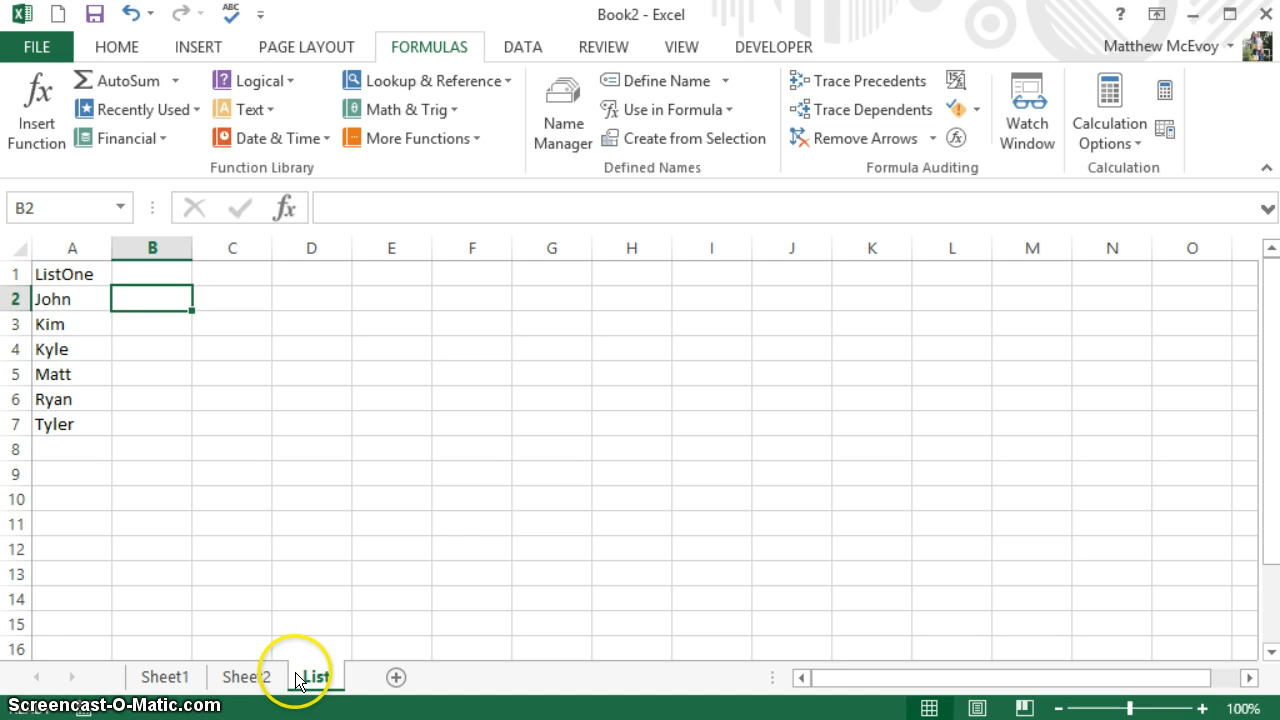 ABC
Book2 - Excel
?
FILE HOME INSERT PAGE LAYOUT FORMULAS DATA REVIEW VIEW DEVELOPER Matthew McEvoy
fx Insert Function
Σ AutoSum
Recently Used
Financial
Logical
Text
Date & Time
Lookup & Reference
Math & Trig
More Functions
Function Library
Name Manager
Define Name
Use in Formula
Create from Selection
Defined Names
Trace Precedents
Trace Dependents
Remove Arrows
Formula Auditing
Watch Window
Calculation Options
Calculation
B2 fx
A B C D E F G H I J K L M N O
1 ListOne
2 John
3 Kim
4 Kyle
5 Matt
6 Ryan
7 Tyler
8
9
10
11
12
13
14
15
16
Sheet1 Sheet2 List
Screencast-O-Matic.com
100%